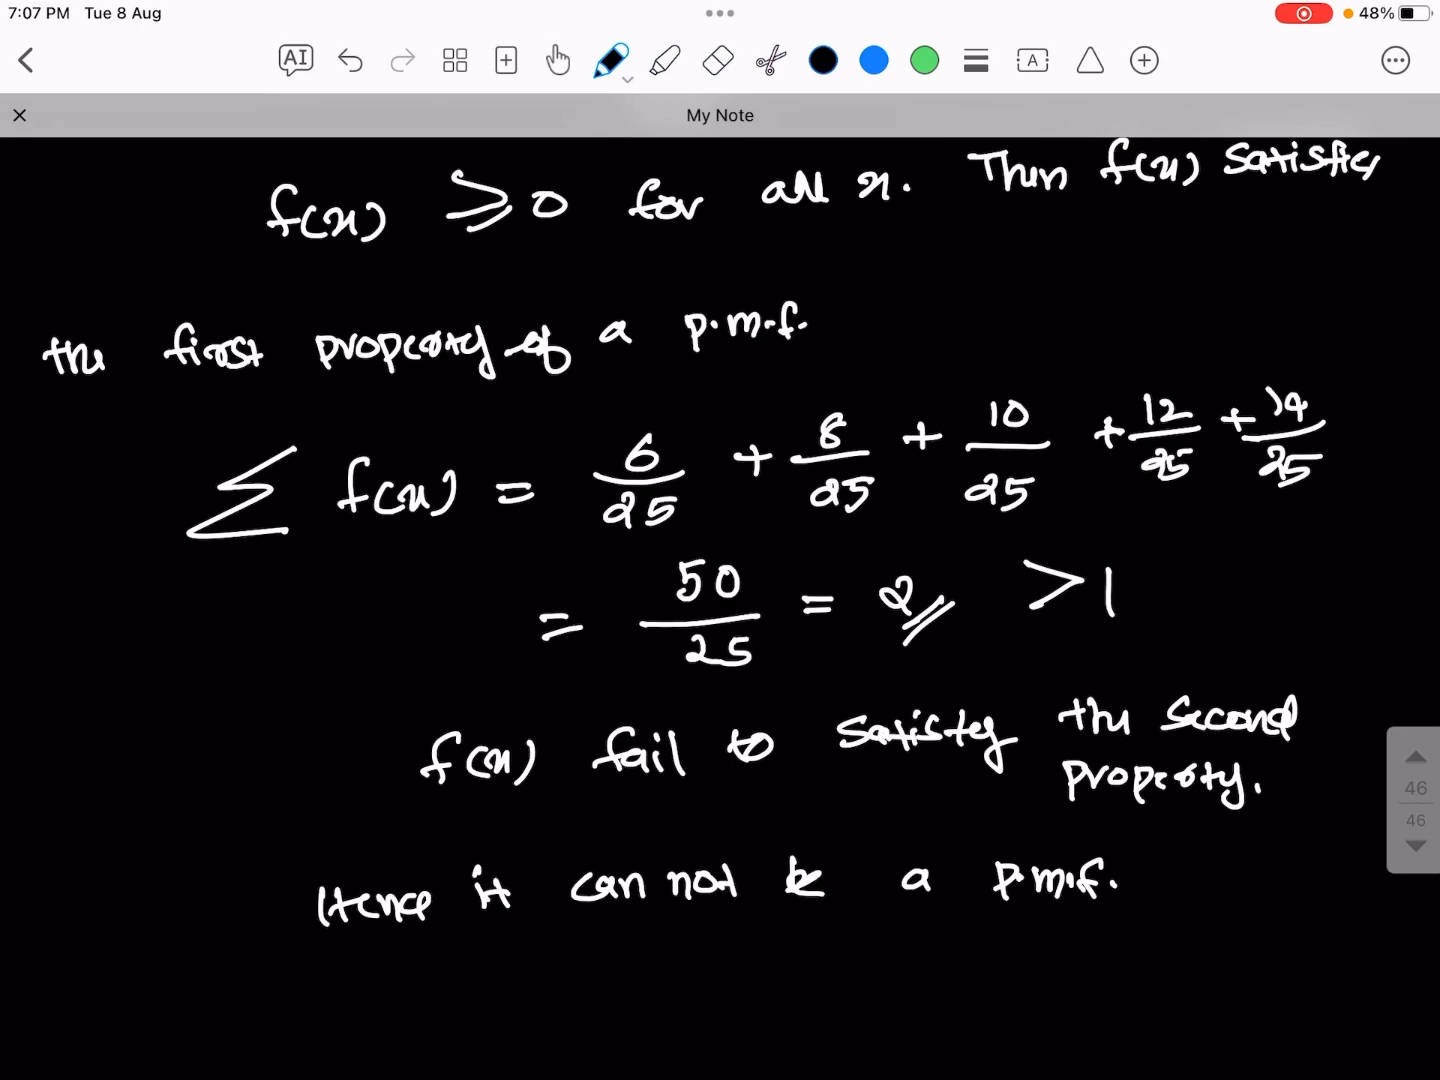 7:07 PM Tue 8 Aug
48%
AI
A
My Note
f(x) ⩾ 0 for all x. Then f(x) satisfies
the first property of a p.m.f.
∑ f(x) = 6/25 + 8/25 + 10/25 + 12/25 + 14/25
= 50/25 = 2 > 1
f(x) fail to satisfy the second
property.
46
46
Hence it can not be a p.m.f.